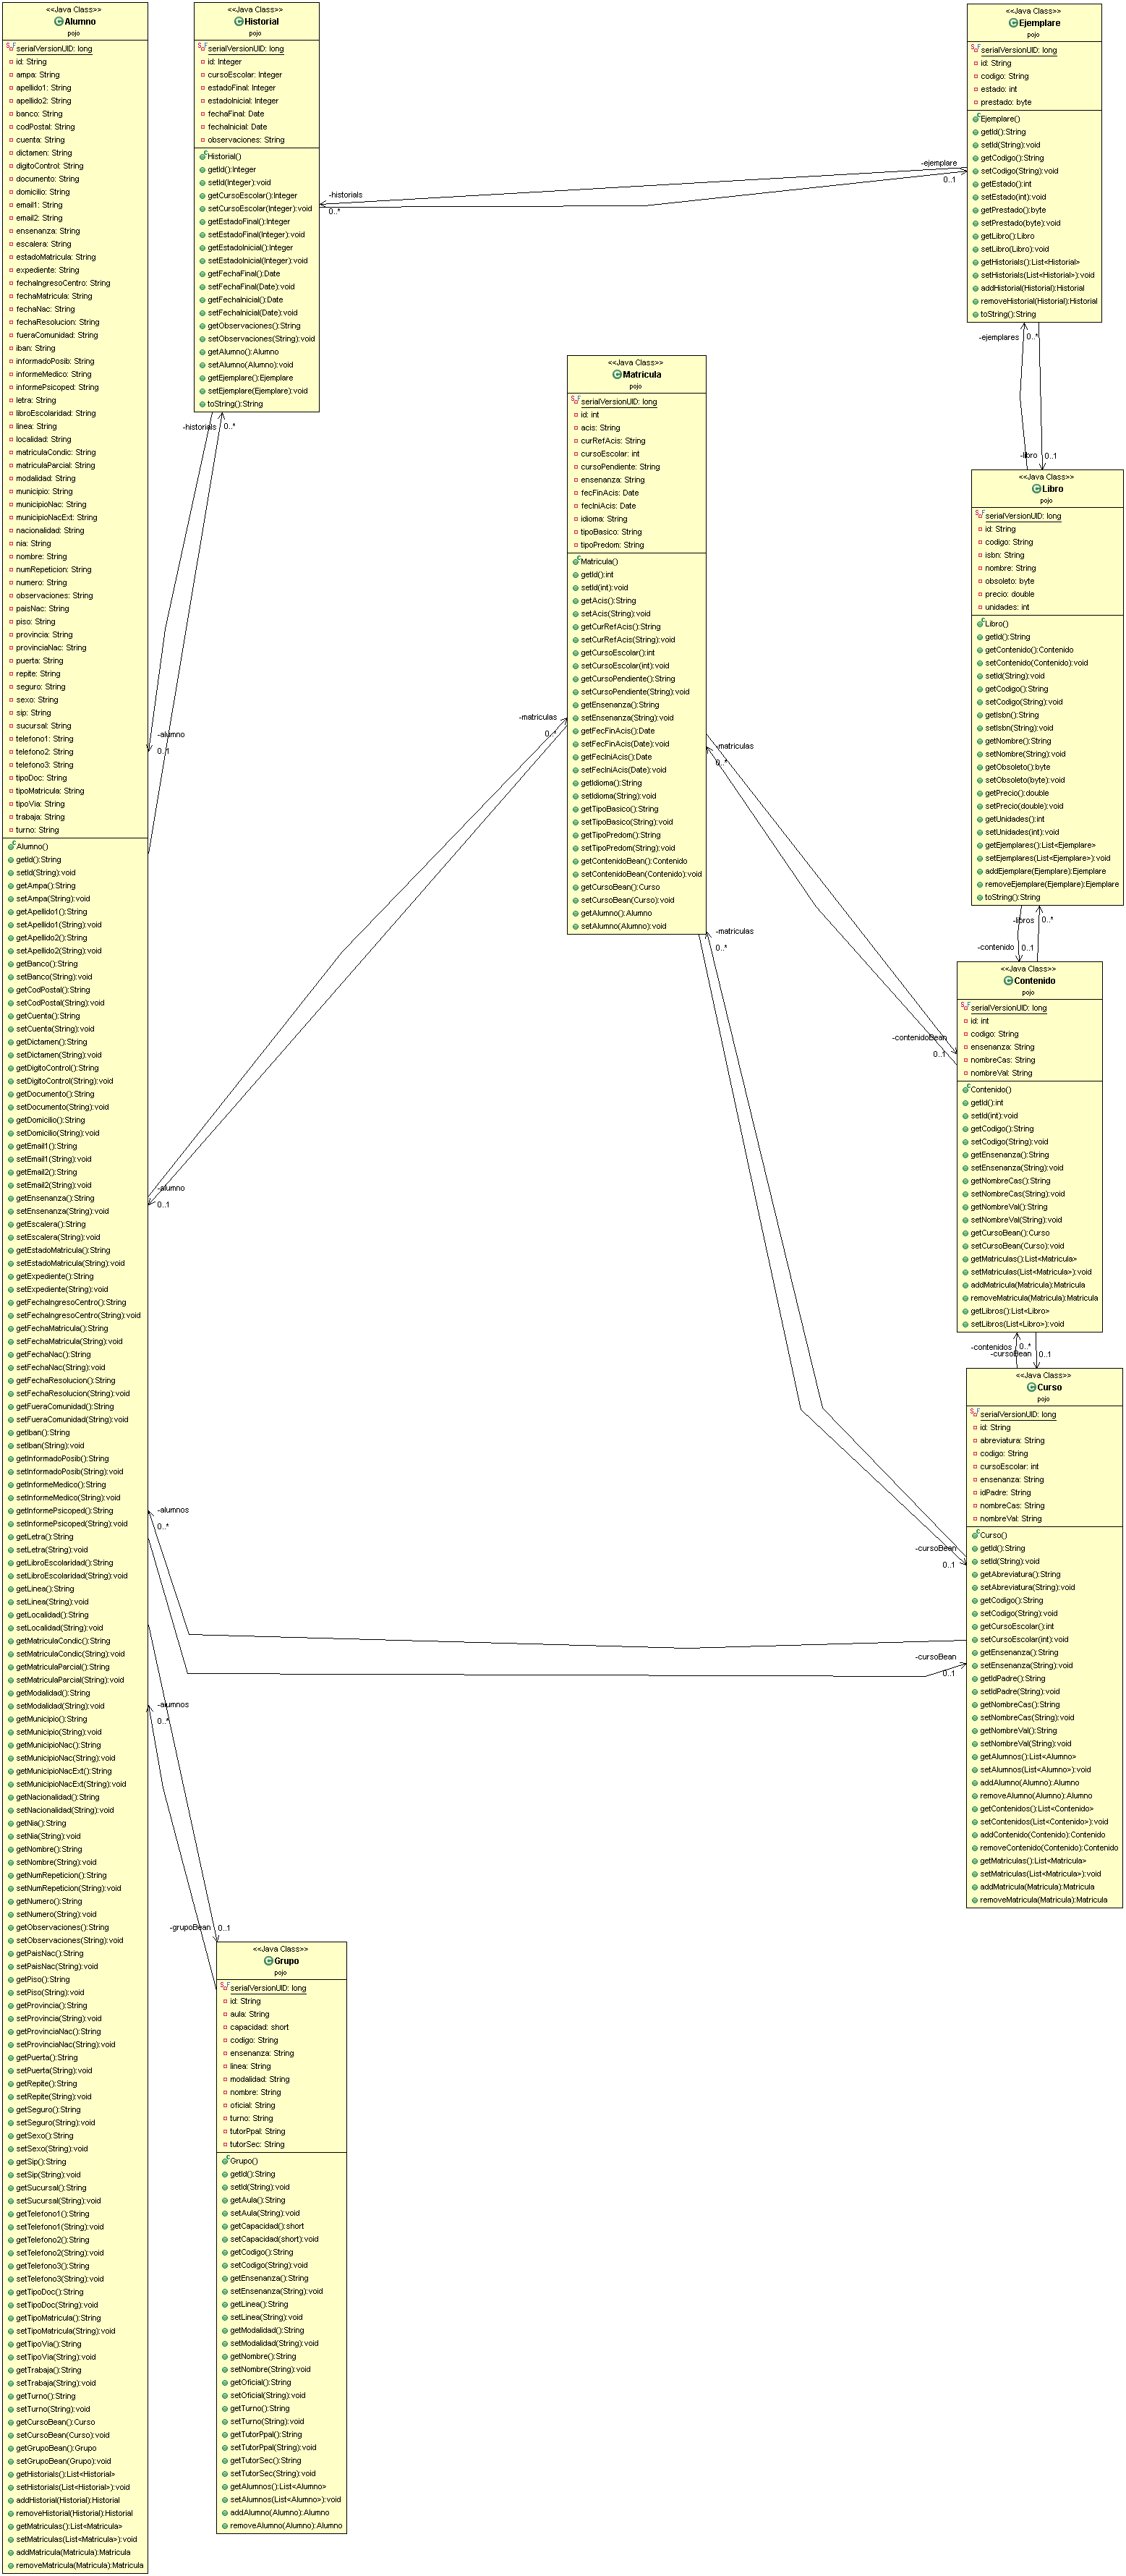 <<Java Class>>
Alumno
pojo
serialVersionUID: long
id: String
ampa: String
apellido1: String
apellido2: String
banco: String
codPostal: String
cuenta: String
dictamen: String
digitoControl: String
documento: String
domicilio: String
email1: String
email2: String
ensenanza: String
escalera: String
estadoMatricula: String
expediente: String
fechaIngresoCentro: String
fechaMatricula: String
fechaNac: String
fechaResolucion: String
fueraComunidad: String
iban: String
informadoPosib: String
informeMedico: String
informePsicoped: String
letra: String
libroEscolaridad: String
linea: String
localidad: String
matriculaCondic: String
matriculaParcial: String
modalidad: String
municipio: String
municipioNac: String
municipioNacExt: String
nacionalidad: String
nia: String
nombre: String
numRepeticion: String
numero: String
observaciones: String
paisNac: String
piso: String
provincia: String
provinciaNac: String
puerta: String
repite: String
seguro: String
sexo: String
sip: String
sucursal: String
telefono1: String
telefono2: String
telefono3: String
tipoDoc: String
tipoMatricula: String
tipoVia: String
trabaja: String
turno: String
Alumno()
getId():String
setId(String):void
getAmpa():String
setAmpa(String):void
getApellido1():String
setApellido1(String):void
getApellido2():String
setApellido2(String):void
getBanco():String
setBanco(String):void
getCodPostal():String
setCodPostal(String):void
getCuenta():String
setCuenta(String):void
getDictamen():String
setDictamen(String):void
getDigitoControl():String
setDigitoControl(String):void
getDocumento():String
setDocumento(String):void
getDomicilio():String
setDomicilio(String):void
getEmail1():String
setEmail1(String):void
getEmail2():String
setEmail2(String):void
getEnsenanza():String
setEnsenanza(String):void
getEscalera():String
setEscalera(String):void
getEstadoMatricula():String
setEstadoMatricula(String):void
getExpediente():String
setExpediente(String):void
getFechaIngresoCentro():String
setFechaIngresoCentro(String):void
getFechaMatricula():String
setFechaMatricula(String):void
getFechaNac():String
setFechaNac(String):void
getFechaResolucion():String
setFechaResolucion(String):void
getFueraComunidad():String
setFueraComunidad(String):void
getIban():String
setIban(String):void
getInformadoPosib():String
setInformadoPosib(String):void
getInformeMedico():String
setInformeMedico(String):void
getInformePsicoped():String
setInformePsicoped(String):void
getLetra():String
setLetra(String):void
getLibroEscolaridad():String
setLibroEscolaridad(String):void
getLinea():String
setLinea(String):void
getLocalidad():String
setLocalidad(String):void
getMatriculaCondic():String
setMatriculaCondic(String):void
getMatriculaParcial():String
setMatriculaParcial(String):void
getModalidad():String
setModalidad(String):void
getMunicipio():String
setMunicipio(String):void
getMunicipioNac():String
setMunicipioNac(String):void
getMunicipioNacExt():String
setMunicipioNacExt(String):void
getNacionalidad():String
setNacionalidad(String):void
getNia():String
setNia(String):void
getNombre():String
setNombre(String):void
getNumRepeticion():String
setNumRepeticion(String):void
getNumero():String
setNumero(String):void
getObservaciones():String
setObservaciones(String):void
getPaisNac():String
setPaisNac(String):void
getPiso():String
setPiso(String):void
getProvincia():String
setProvincia(String):void
getProvinciaNac():String
setProvinciaNac(String):void
getPuerta():String
setPuerta(String):void
getRepite():String
setRepite(String):void
getSeguro():String
setSeguro(String):void
getSexo():String
setSexo(String):void
getSip():String
setSip(String):void
getSucursal():String
setSucursal(String):void
getTelefono1():String
setTelefono1(String):void
getTelefono2():String
setTelefono2(String):void
getTelefono3():String
setTelefono3(String):void
getTipoDoc():String
setTipoDoc(String):void
getTipoMatricula():String
setTipoMatricula(String):void
getTipoVia():String
setTipoVia(String):void
getTrabaja():String
setTrabaja(String):void
getTurno():String
setTurno(String):void
getCursoBean():Curso
setCursoBean(Curso):void
getGrupoBean():Grupo
setGrupoBean(Grupo):void
getHistorials():List<Historial>
setHistorials(List<Historial>):void
addHistorial(Historial):Historial
removeHistorial(Historial):Historial
getMatriculas():List<Matricula>
setMatriculas(List<Matricula>):void
addMatricula(Matricula):Matricula
removeMatricula(Matricula):Matricula
<<Java Class>>
Historial
pojo
serialVersionUID: long
id: Integer
cursoEscolar: Integer
estadoFinal: Integer
estadoInicial: Integer
fechaFinal: Date
fechaInicial: Date
observaciones: String
Historial()
getId():Integer
setId(Integer):void
getCursoEscolar():Integer
setCursoEscolar(Integer):void
getEstadoFinal():Integer
setEstadoFinal(Integer):void
getEstadoInicial():Integer
setEstadoInicial(Integer):void
getFechaFinal():Date
setFechaFinal(Date):void
getFechaInicial():Date
setFechaInicial(Date):void
getObservaciones():String
setObservaciones(String):void
getAlumno():Alumno
setAlumno(Alumno):void
getEjemplare():Ejemplare
setEjemplare(Ejemplare):void
toString():String
-historials
0..*
-ejemplare
0..1
-historials
0..*
-alumno
0..1
<<Java Class>>
Ejemplare
pojo
serialVersionUID: long
id: String
codigo: String
estado: int
prestado: byte
Ejemplare()
getId():String
setId(String):void
getCodigo():String
setCodigo(String):void
getEstado():int
setEstado(int):void
getPrestado():byte
setPrestado(byte):void
getLibro():Libro
setLibro(Libro):void
getHistorials():List<Historial>
setHistorials(List<Historial>):void
addHistorial(Historial):Historial
removeHistorial(Historial):Historial
toString():String
-ejemplares
0..*
-libro
0..1
<<Java Class>>
Matricula
pojo
serialVersionUID: long
id: int
acis: String
curRefAcis: String
cursoEscolar: int
cursoPendiente: String
ensenanza: String
fecFinAcis: Date
fecIniAcis: Date
idioma: String
tipoBasico: String
tipoPredom: String
Matricula()
getId():int
setId(int):void
getAcis():String
setAcis(String):void
getCurRefAcis():String
setCurRefAcis(String):void
getCursoEscolar():int
setCursoEscolar(int):void
getCursoPendiente():String
setCursoPendiente(String):void
getEnsenanza():String
setEnsenanza(String):void
getFecFinAcis():Date
setFecFinAcis(Date):void
getFecIniAcis():Date
setFecIniAcis(Date):void
getIdioma():String
setIdioma(String):void
getTipoBasico():String
setTipoBasico(String):void
getTipoPredom():String
setTipoPredom(String):void
getContenidoBean():Contenido
setContenidoBean(Contenido):void
getCursoBean():Curso
setCursoBean(Curso):void
getAlumno():Alumno
setAlumno(Alumno):void
-matriculas
0..*
-alumno
0..1
-matriculas
0..*
-contenidoBean
0..1
-matriculas
0..*
-cursoBean
0..1
<<Java Class>>
Libro
pojo
serialVersionUID: long
id: String
codigo: String
isbn: String
nombre: String
obsoleto: byte
precio: double
unidades: int
Libro()
getId():String
getContenido():Contenido
setContenido(Contenido):void
setId(String):void
getCodigo():String
setCodigo(String):void
getIsbn():String
setIsbn(String):void
getNombre():String
setNombre(String):void
getObsoleto():byte
setObsoleto(byte):void
getPrecio():double
setPrecio(double):void
getUnidades():int
setUnidades(int):void
getEjemplares():List<Ejemplare>
setEjemplares(List<Ejemplare>):void
addEjemplare(Ejemplare):Ejemplare
removeEjemplare(Ejemplare):Ejemplare
toString():String
-libros
0..*
-contenido
0..1
<<Java Class>>
Contenido
pojo
serialVersionUID: long
id: int
codigo: String
ensenanza: String
nombreCas: String
nombreVal: String
Contenido()
getId():int
setId(int):void
getCodigo():String
setCodigo(String):void
getEnsenanza():String
setEnsenanza(String):void
getNombreCas():String
setNombreCas(String):void
getNombreVal():String
setNombreVal(String):void
getCursoBean():Curso
setCursoBean(Curso):void
getMatriculas():List<Matricula>
setMatriculas(List<Matricula>):void
addMatricula(Matricula):Matricula
removeMatricula(Matricula):Matricula
getLibros():List<Libro>
setLibros(List<Libro>):void
-contenidos
0..*
-cursoBean
0..1
<<Java Class>>
Curso
pojo
serialVersionUID: long
id: String
abreviatura: String
codigo: String
cursoEscolar: int
ensenanza: String
idPadre: String
nombreCas: String
nombreVal: String
Curso()
getId():String
setId(String):void
getAbreviatura():String
setAbreviatura(String):void
getCodigo():String
setCodigo(String):void
getCursoEscolar():int
setCursoEscolar(int):void
getEnsenanza():String
setEnsenanza(String):void
getIdPadre():String
setIdPadre(String):void
getNombreCas():String
setNombreCas(String):void
getNombreVal():String
setNombreVal(String):void
getAlumnos():List<Alumno>
setAlumnos(List<Alumno>):void
addAlumno(Alumno):Alumno
removeAlumno(Alumno):Alumno
getContenidos():List<Contenido>
setContenidos(List<Contenido>):void
addContenido(Contenido):Contenido
removeContenido(Contenido):Contenido
getMatriculas():List<Matricula>
setMatriculas(List<Matricula>):void
addMatricula(Matricula):Matricula
removeMatricula(Matricula):Matricula
-alumnos
0..*
-cursoBean
0..1
-alumnos
0..*
-grupoBean
0..1
<<Java Class>>
Grupo
pojo
serialVersionUID: long
id: String
aula: String
capacidad: short
codigo: String
ensenanza: String
linea: String
modalidad: String
nombre: String
oficial: String
turno: String
tutorPpal: String
tutorSec: String
Grupo()
getId():String
setId(String):void
getAula():String
setAula(String):void
getCapacidad():short
setCapacidad(short):void
getCodigo():String
setCodigo(String):void
getEnsenanza():String
setEnsenanza(String):void
getLinea():String
setLinea(String):void
getModalidad():String
setModalidad(String):void
getNombre():String
setNombre(String):void
getOficial():String
setOficial(String):void
getTurno():String
setTurno(String):void
getTutorPpal():String
setTutorPpal(String):void
getTutorSec():String
setTutorSec(String):void
getAlumnos():List<Alumno>
setAlumnos(List<Alumno>):void
addAlumno(Alumno):Alumno
removeAlumno(Alumno):Alumno